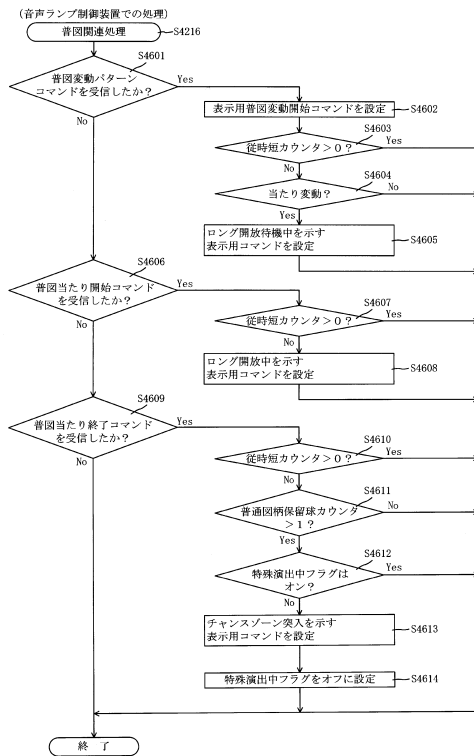 (音声ランプ制御装置での処理)
普図関連処理
S4216
S4601
普図変動パターン
コマンドを受信したか？
Yes
No
表示用普図変動開始コマンドを設定
S4602
S4603
従時短カウンタ＞０？
Yes
No
S4604
当たり変動？
No
Yes
ロング開放待機中を示す
表示用コマンドを設定
S4605
S4606
普図当たり開始コマンド
を受信したか？
Yes
No
S4607
従時短カウンタ＞０？
Yes
No
ロング開放中を示す
表示用コマンドを設定
S4608
S4609
普図当たり終了コマンド
を受信したか？
Yes
No
S4610
従時短カウンタ＞０？
Yes
No
S4611
普通図柄保留球カウンタ
＞１？
No
Yes
S4612
特殊演出中フラグは
オン？
Yes
No
チャンスゾーン突入を示す
表示用コマンドを設定
S4613
特殊演出中フラグをオフに設定
S4614
終 了